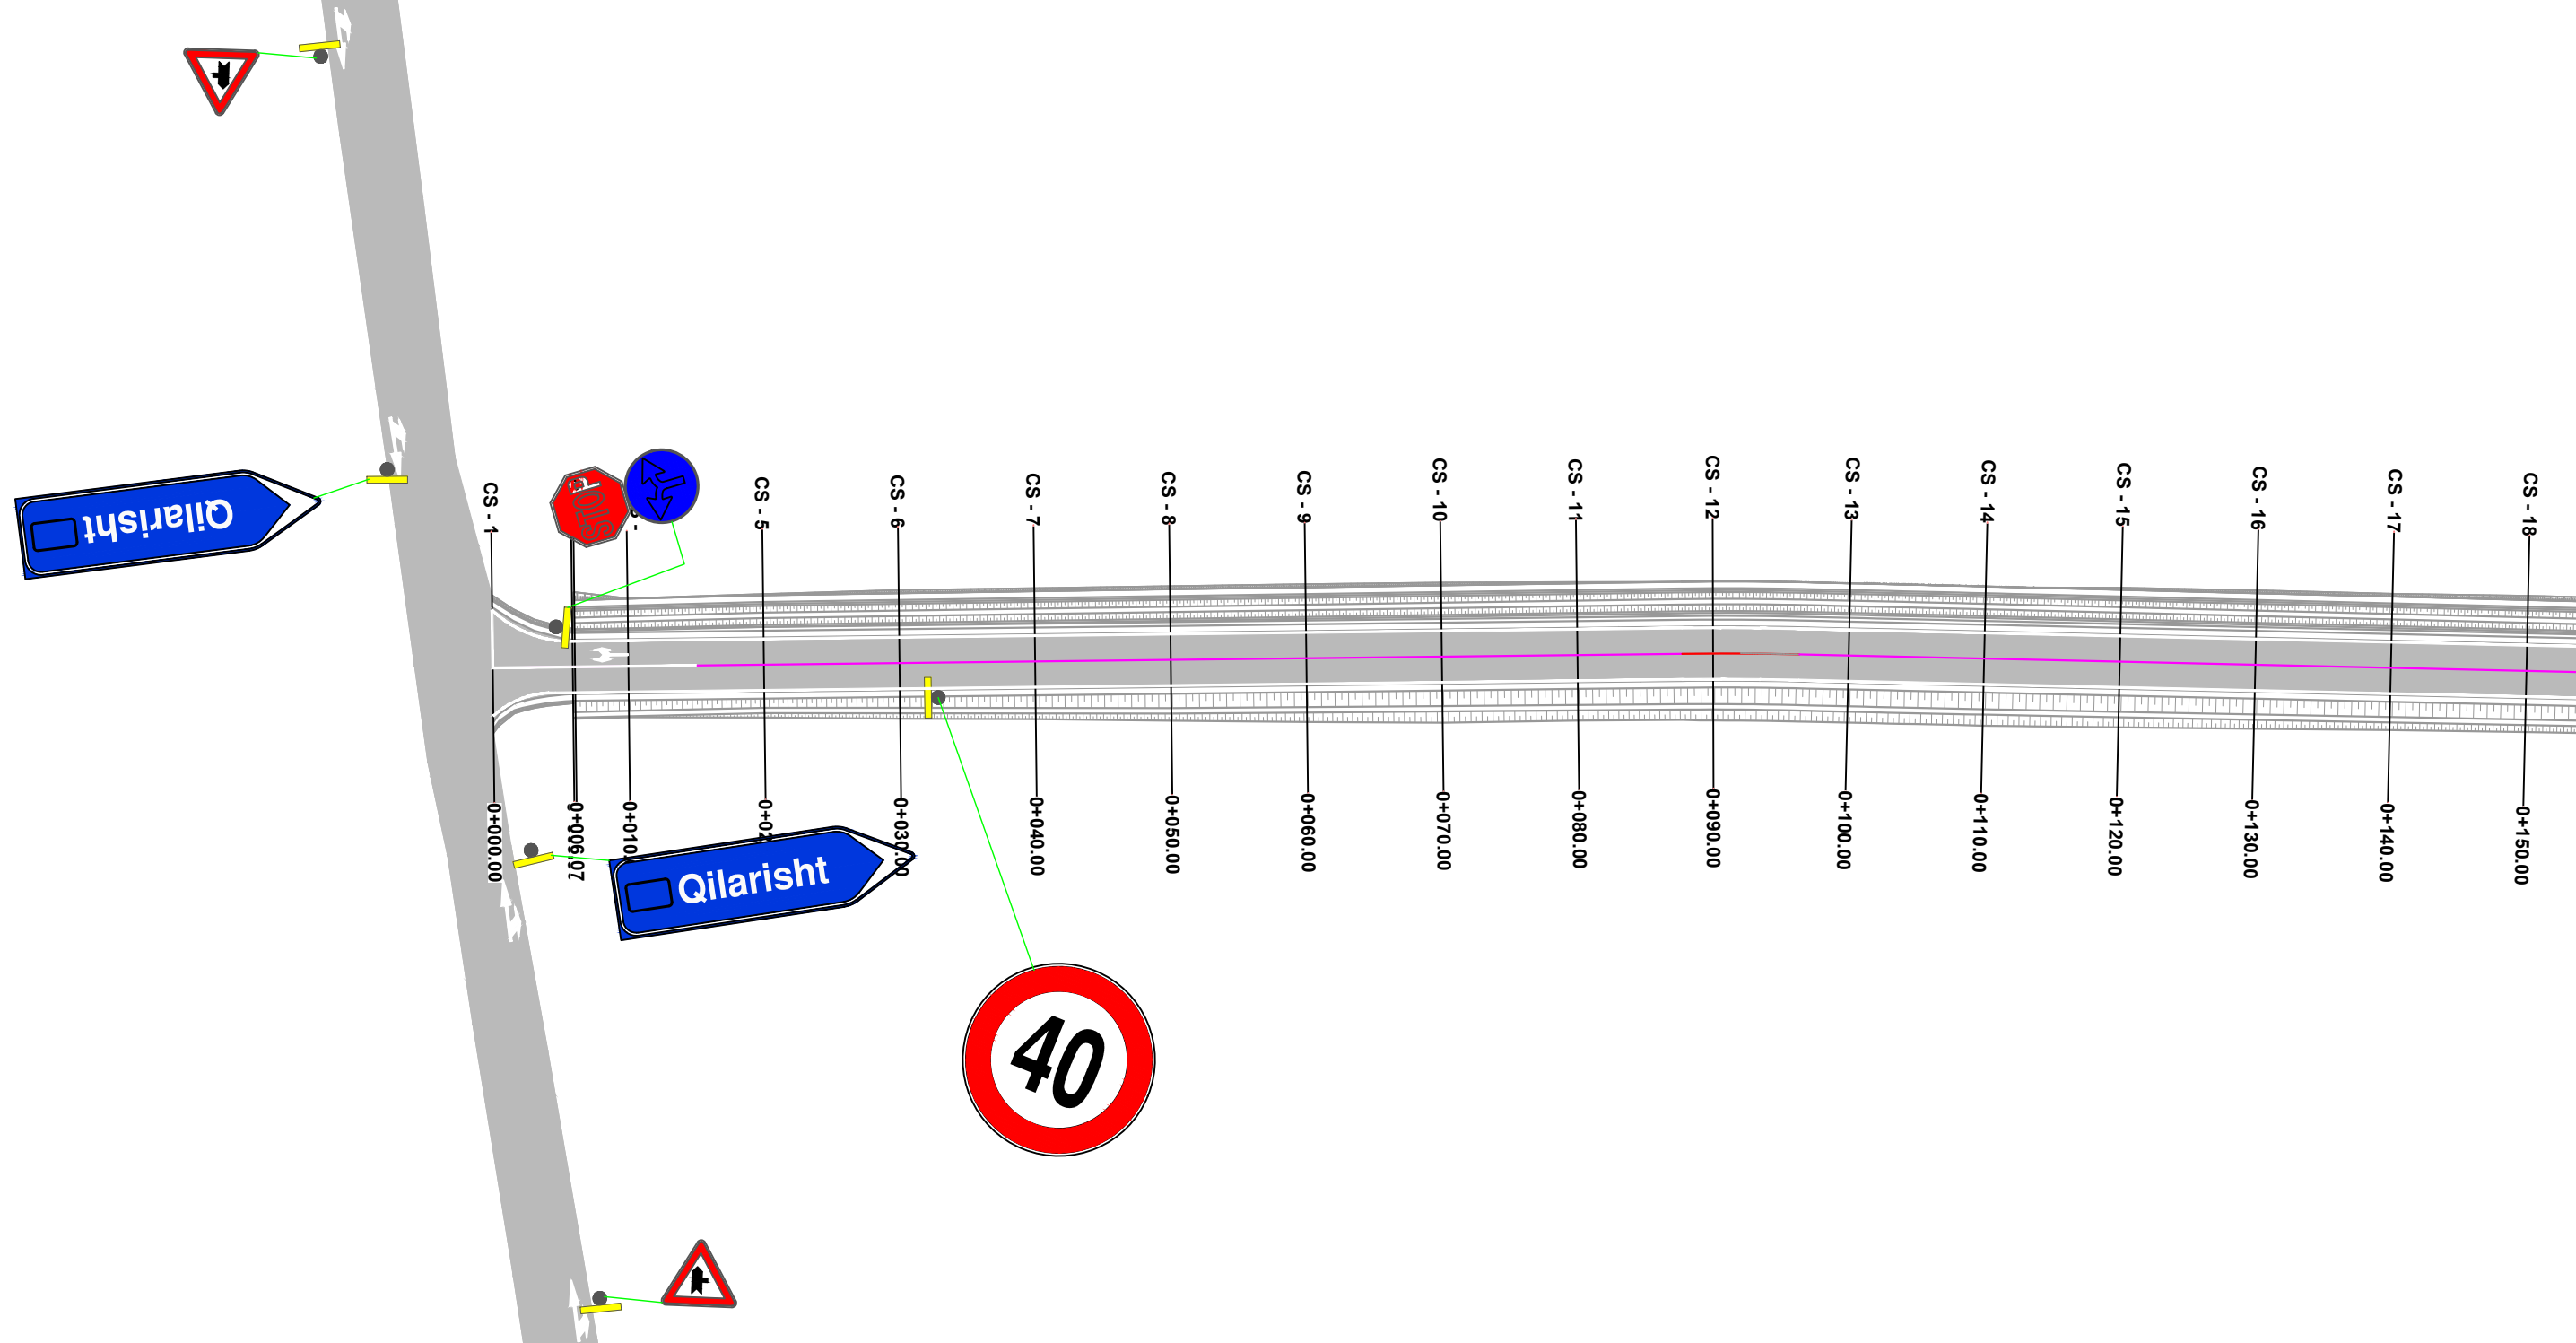 Qilarisht
STOP
CS - 1
CS - 5
CS - 6
CS - 7
CS - 8
CS - 9
CS - 10
CS - 11
CS - 12
CS - 13
CS - 14
CS - 15
CS - 16
CS - 17
CS - 18
0+000.00
0+010.
0+030.00
0+040.00
0+050.00
0+060.00
0+070.00
0+080.00
0+090.00
0+100.00
0+110.00
0+120.00
0+130.00
0+140.00
0+150.00
Qilarisht
40